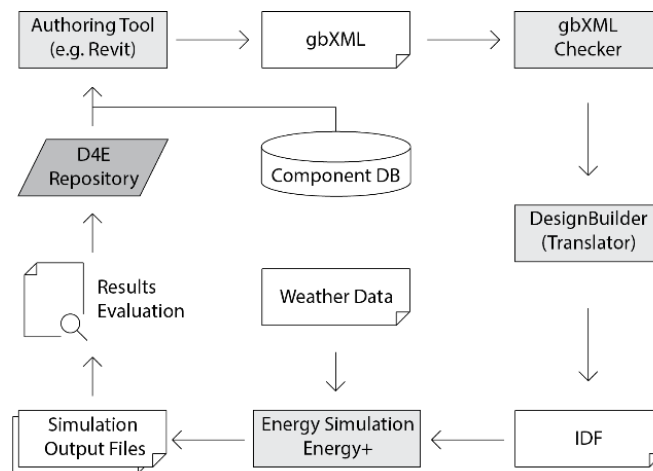 Authoring Tool
(e.g. Revit)
gbXML
gbXML
Checker
D4E
Repository
Component DB
DesignBuilder
(Translator)
Results
Evaluation
Weather Data
Simulation
Output Files
Energy Simulation
Energy+
IDF